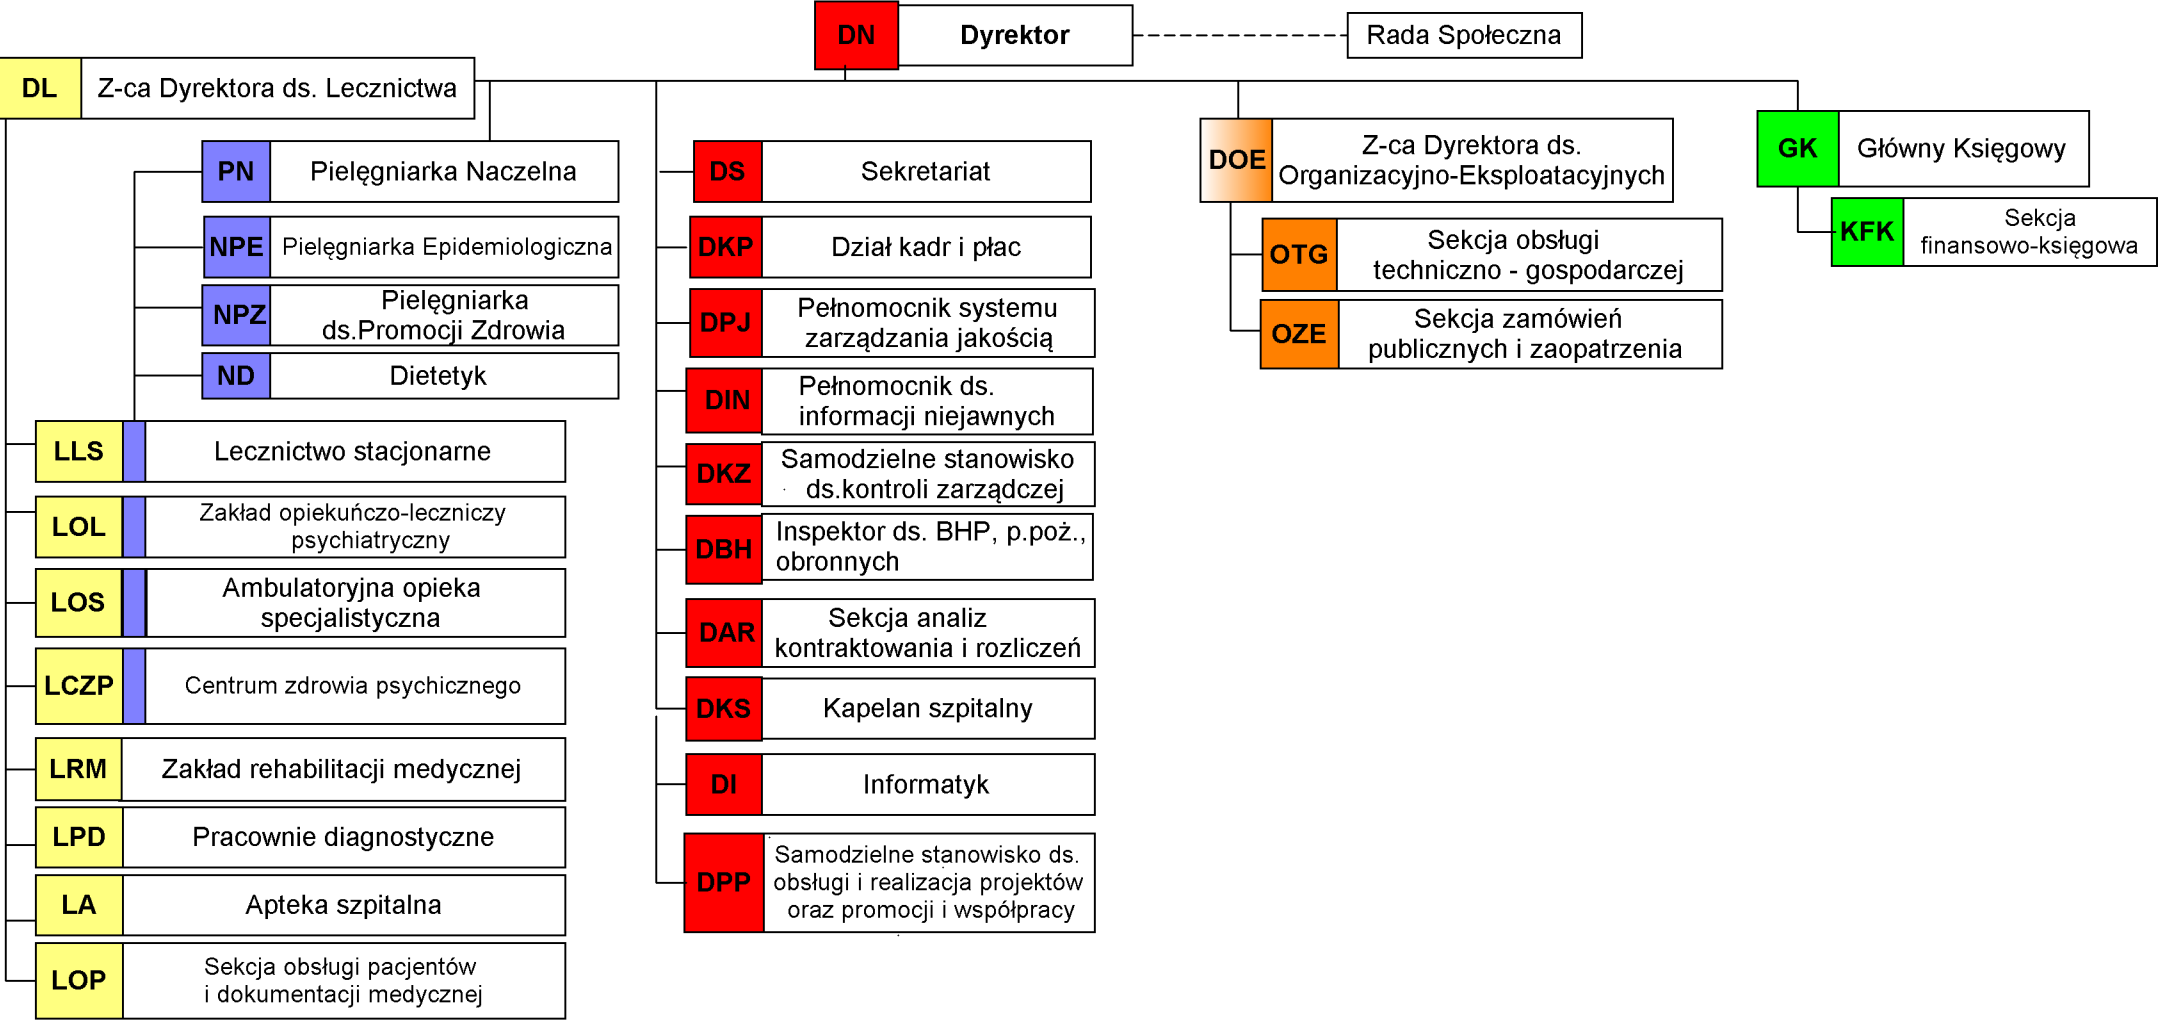 DN
Dyrektor
Rada Społeczna
DL
Z-ca Dyrektora ds. Lecznictwa
PN
Pielęgniarka Naczelna
NPE
Pielęgniarka Epidemiologiczna
NPZ
Pielęgniarka
ds.Promocji Zdrowia
ND
Dietetyk
LLS
Lecznictwo stacjonarne
LOL
Zakład opiekuńczo-leczniczy
psychiatryczny
LOS
Ambulatoryjna opieka
specjalistyczna
LCZP
Centrum zdrowia psychicznego
LRM
Zakład rehabilitacji medycznej
LPD
Pracownie diagnostyczne
LA
Apteka szpitalna
LOP
Sekcja obsługi pacjentów
i dokumentacji medycznej
DS
Sekretariat
DKP
Dział kadr i płac
DPJ
Pełnomocnik systemu
zarządzania jakością
DIN
Pełnomocnik ds.
informacji niejawnych
DKZ
Samodzielne stanowisko
ds.kontroli zarządczej
DBH
Inspektor ds. BHP, p.poż.,
obronnych
DAR
Sekcja analiz
kontraktowania i rozliczeń
DKS
Kapelan szpitalny
DI
Informatyk
DPP
Samodzielne stanowisko ds.
obsługi i realizacja projektów
oraz promocji i współpracy
DOE
Z-ca Dyrektora ds.
Organizacyjno-Eksploatacyjnych
OTG
Sekcja obsługi
techniczno - gospodarczej
OZE
Sekcja zamówień
publicznych i zaopatrzenia
GK
Główny Księgowy
KFK
Sekcja
finansowo-księgowa